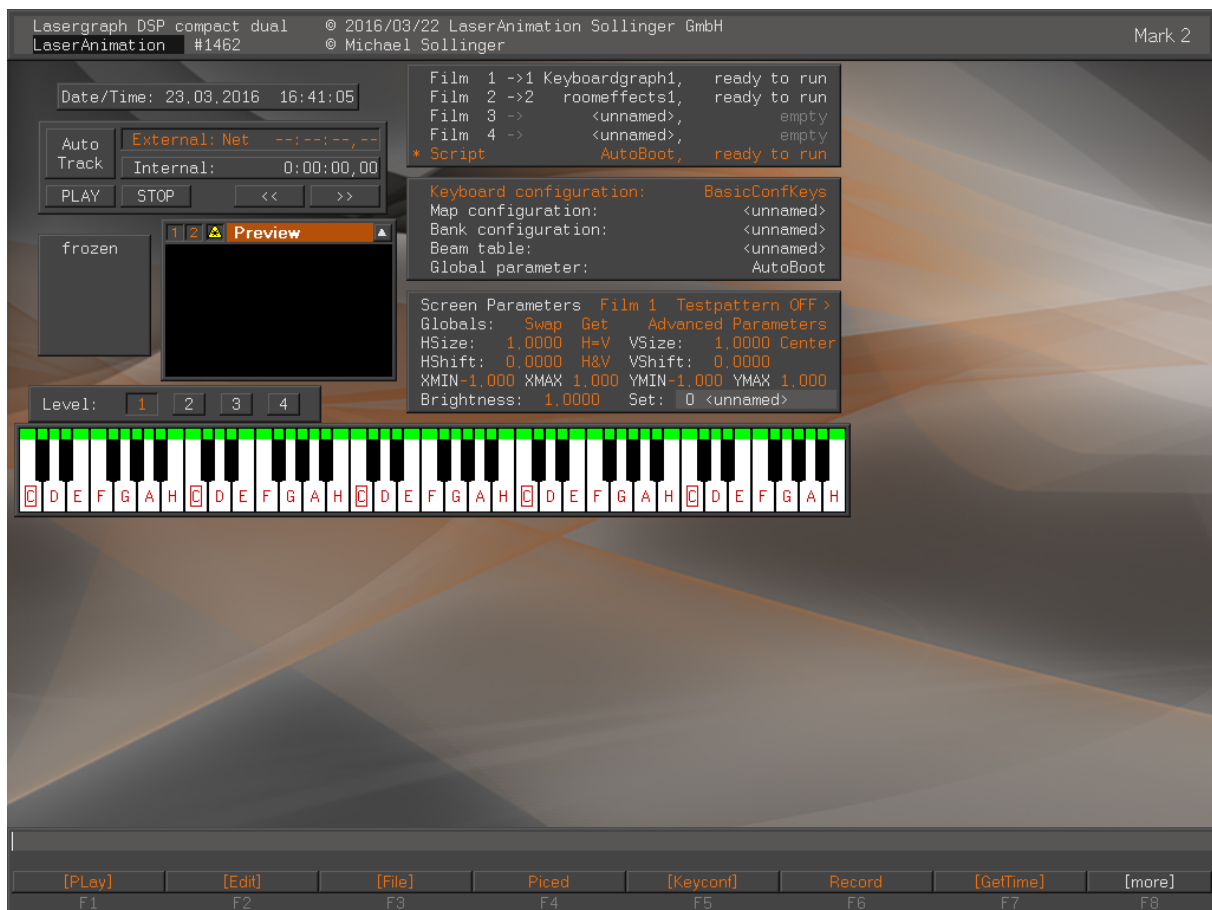 Lasergraph DSP compact dual © 2016/03/22 LaserAnimation Sollinger GmbH
LaserAnimation #1462 © Michael Sollinger
Mark 2
Date/Time: 23.03.2016 16:41:05
Auto Track
External: Net --:--:--,--
Internal: 0:00:00,00
PLAY STOP << >>
frozen
1 2 Preview
Level: 1 2 3 4
Film 1 ->1 Keyboardgraph1, ready to run
Film 2 ->2 roomeffects1, ready to run
Film 3 -> <unnamed>, empty
Film 4 -> <unnamed>, empty
* Script AutoBoot, ready to run
Keyboard configuration: BasicConfKeys
Map configuration: <unnamed>
Bank configuration: <unnamed>
Beam table: <unnamed>
Global parameter: AutoBoot
Screen Parameters Film 1 Testpattern OFF >
Globals: Swap Get Advanced Parameters
HSize: 1.0000 H=V VSize: 1.0000 Center
HShift: 0.0000 H&V VShift: 0.0000
XMIN-1.000 XMAX 1.000 YMIN-1.000 YMAX 1.000
Brightness: 1.0000 Set: 0 <unnamed>
C D E F G A H C D E F G A H C D E F G A H C D E F G A H C D E F G A H
[PLay] [Edit] [File] Piced [Keyconf] Record [GetTime] [more]
F1 F2 F3 F4 F5 F6 F7 F8